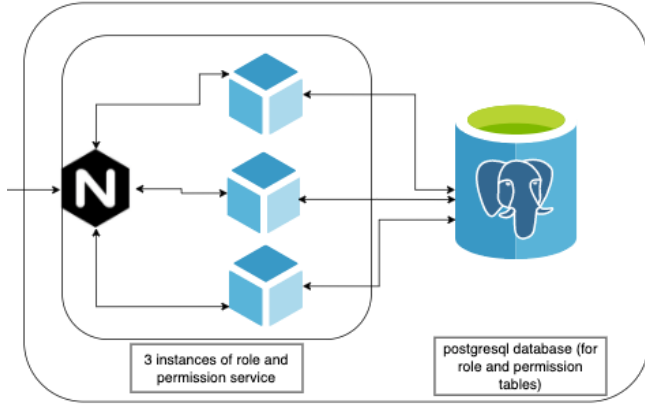 N
3 instances of role and
permission service
postgresql database (for
role and permission
tables)